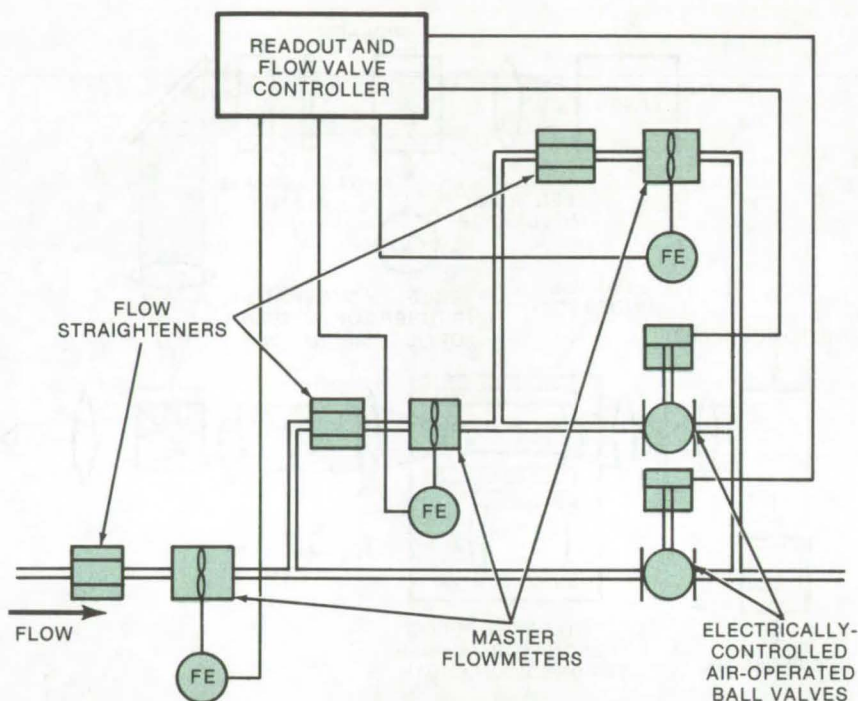 READOUT AND
FLOW VALVE
CONTROLLER
FE
FLOW
STRAIGHTENERS
FE
FLOW
FE
MASTER
FLOWMETERS
ELECTRICALLY-
CONTROLLED
AIR-OPERATED
BALL VALVES